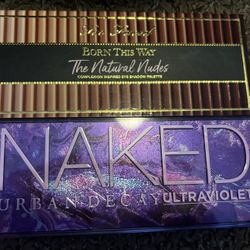 Too Faced
BORN THIS WAY
The Natural Nudes
COMPLEXION INSPIRED EYE SHADOW PALETTE
NAKED
URBAN DECAY ULTRAVIOLET